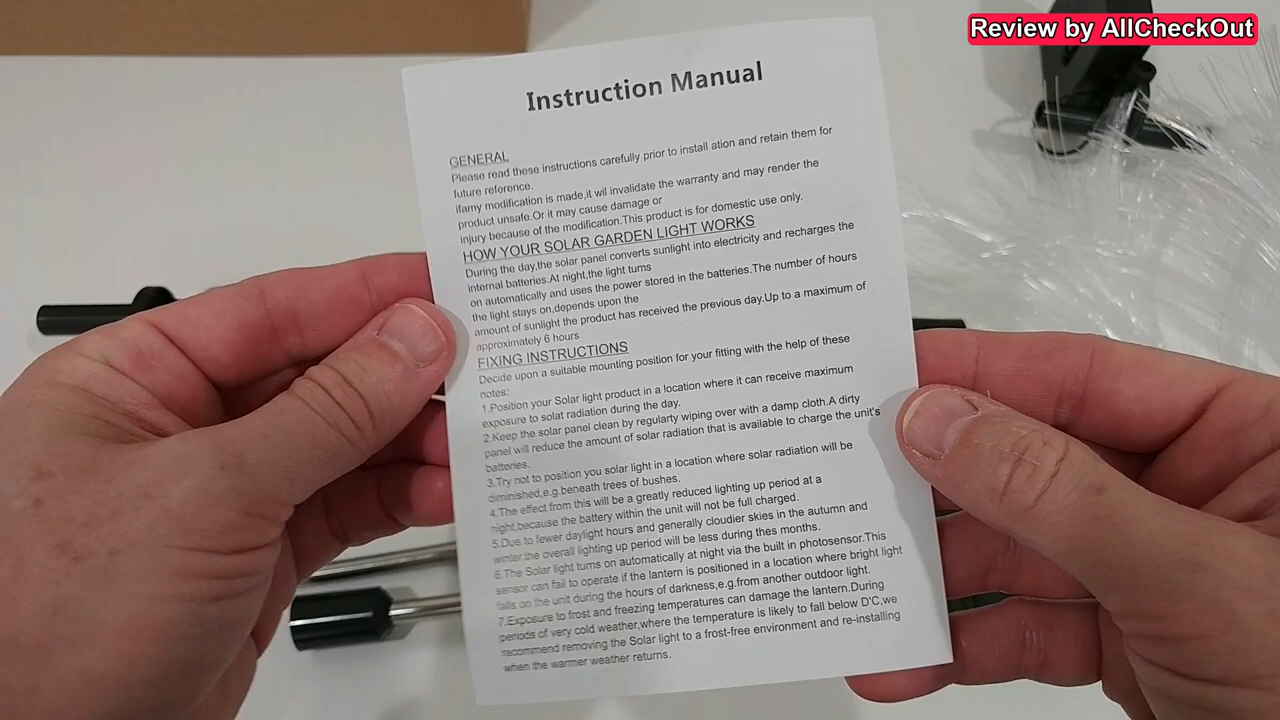 Review by AllCheckOut
Instruction Manual
GENERAL
Please read these instructions carefully prior to install ation and retain them for
future reference.
ifamy modification is made,it wil invalidate the warranty and may render the
product unsafe.Or it may cause damage or
injury because of the modification.This product is for domestic use only.
HOW YOUR SOLAR GARDEN LIGHT WORKS
During the day,the solar panel converts sunlight into electricity and recharges the
internal batteries.At night,the light tums
on automatically and uses the power stored in the batteries.The number of hours
the light stays on,depends upon the
amount of sunlight the product has received the previous day.Up to a maximum of
approximately 6 hours
FIXING INSTRUCTIONS
Decide upon a suitable mounting position for your fitting with the help of these
notes:
1.Position your Solar light product in a location where it can receive maximum
exposure to solat radiation during the day.
2.Keep the solar panel clean by regularty wiping over with a damp cloth.A dirty
panel will reduce the amount of solar radiation that is available to charge the unit's
batteries.
3.Try not to position you solar light in a location where solar radiation will be
diminished,e.g.beneath trees of bushes.
4.The effect from this will be a greatly reduced lighting up period at a
night,because the battery within the unit will not be full charged.
5.Due to fewer daylight hours and generally cloudier skies in the autumn and
winter.the overall lighting up period will be less during thes months.
6.The Solar light turns on automatically at night via the built in photosensor.This
sensor can fail to operate if the lantern is positioned in a location where bright light
falls on the unit during the hours of darkness,e.g.from another outdoor light.
7.Exposure to frost and freezing temperatures can damage the lantern.During
periods of very cold weather,where the temperature is likely to fall below D'C,we
recommend removing the Solar light to a frost-free environment and re-installing
when the warmer weather returns.